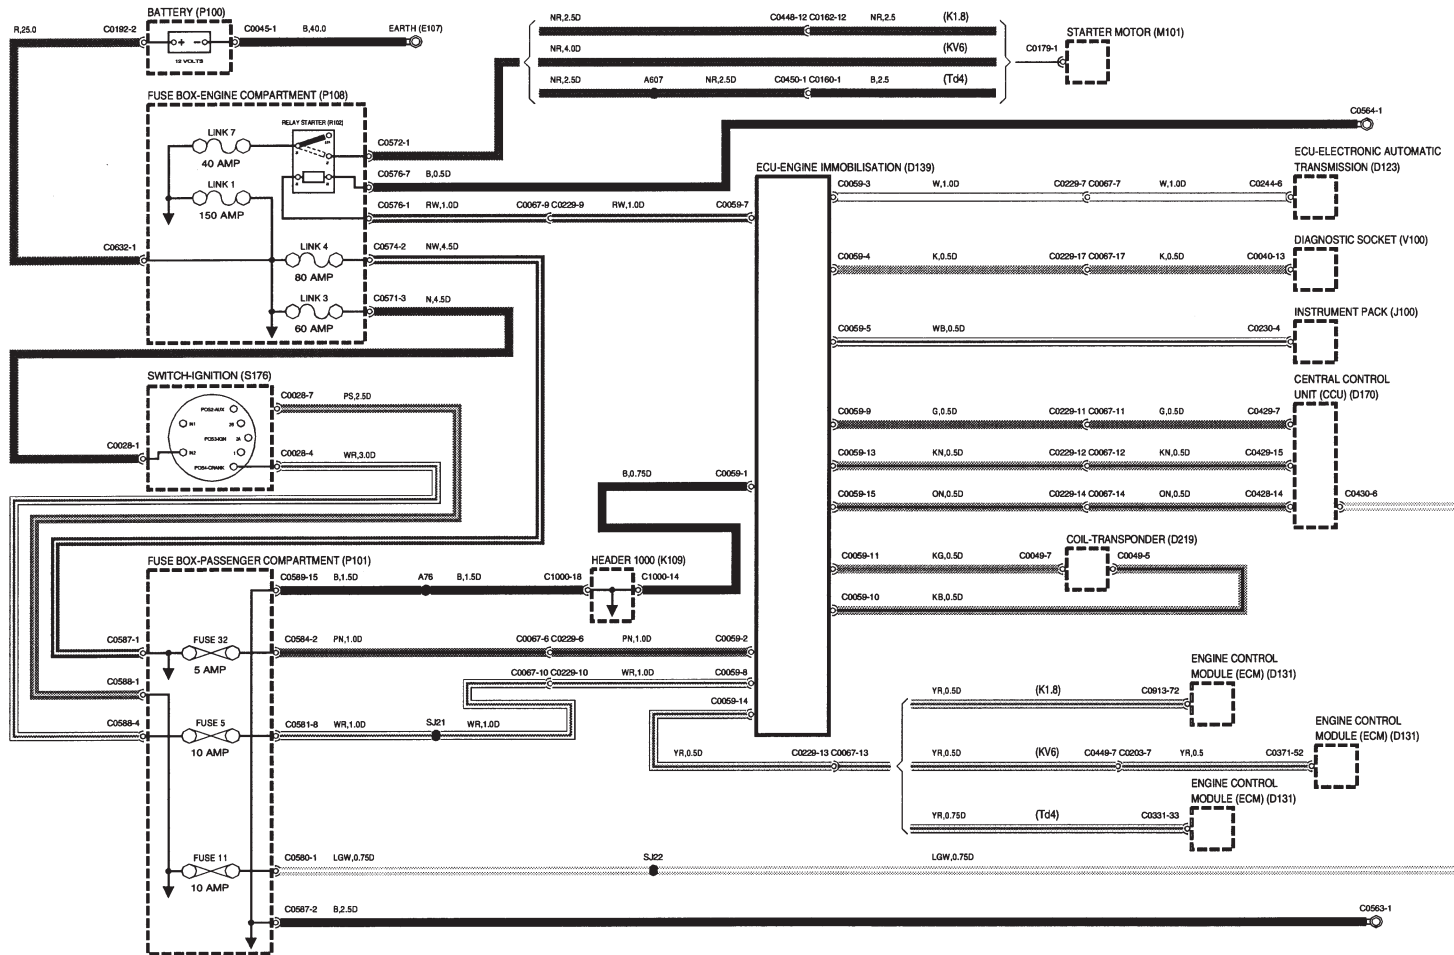 BATTERY (P100)
R,25.0
C0192-2
C0045-1
B,40.0
EARTH (E107)
12 VOLTS
NR,2.5D
C0448-12 C0162-12
NR,2.5
(K1.8)
NR,4.0D
(KV6)
NR,2.5D
A607
NR,2.5D
C0450-1 C0160-1
B,2.5
(Td4)
C0179-1
STARTER MOTOR (M101)
FUSE BOX-ENGINE COMPARTMENT (P108)
LINK 7
40 AMP
RELAY STARTER (R102)
LINK 1
150 AMP
C0572-1
C0576-7
B,0.5D
C0564-1
C0576-1
RW,1.0D
C0067-9 C0229-9
RW,1.0D
C0059-7
C0632-1
LINK 4
80 AMP
C0574-2
NW,4.5D
LINK 3
60 AMP
C0571-3
N,4.5D
ECU-ENGINE IMMOBILISATION (D139)
C0059-3
W,1.0D
C0229-7 C0067-7
W,1.0D
C0244-6
ECU-ELECTRONIC AUTOMATIC
TRANSMISSION (D123)
C0059-4
K,0.5D
C0229-17 C0067-17
K,0.5D
C0040-13
DIAGNOSTIC SOCKET (V100)
C0059-5
WB,0.5D
C0230-4
INSTRUMENT PACK (J100)
SWITCH-IGNITION (S176)
C0028-7
PS,2.5D
POS2-AUX
IN1
2B
POS3-IGN
2A
IN2
1
POS4-CRANK
C0028-1
C0028-4
WR,3.0D
CENTRAL CONTROL
UNIT (CCU) (D170)
C0059-9
G,0.5D
C0229-11 C0067-11
G,0.5D
C0429-7
C0059-13
KN,0.5D
C0229-12 C0067-12
KN,0.5D
C0429-15
C0059-15
ON,0.5D
C0229-14 C0067-14
ON,0.5D
C0428-14
C0430-6
B,0.75D
C0059-1
C0059-11
KG,0.5D
C0049-7
COIL-TRANSPONDER (D219)
C0049-5
C0059-10
KB,0.5D
FUSE BOX-PASSENGER COMPARTMENT (P101)
C0589-15
B,1.5D
A76
B,1.5D
C1000-18
HEADER 1000 (K109)
C1000-14
C0587-1
FUSE 32
5 AMP
C0584-2
PN,1.0D
C0067-6 C0229-6
PN,1.0D
C0059-2
C0588-1
C0067-10 C0229-10
WR,1.0D
C0059-8
C0588-4
FUSE 5
10 AMP
C0581-8
WR,1.0D
SJ21
WR,1.0D
C0059-14
YR,0.5D
C0229-13 C0067-13
YR,0.5D
(K1.8)
C0913-72
ENGINE CONTROL
MODULE (ECM) (D131)
YR,0.5D
(KV6)
C0449-7 C0203-7
YR,0.5
C0371-52
ENGINE CONTROL
MODULE (ECM) (D131)
YR,0.75D
(Td4)
C0331-33
ENGINE CONTROL
MODULE (ECM) (D131)
FUSE 11
10 AMP
C0580-1
LGW,0.75D
SJ22
LGW,0.75D
C0587-2
B,2.5D
C0563-1